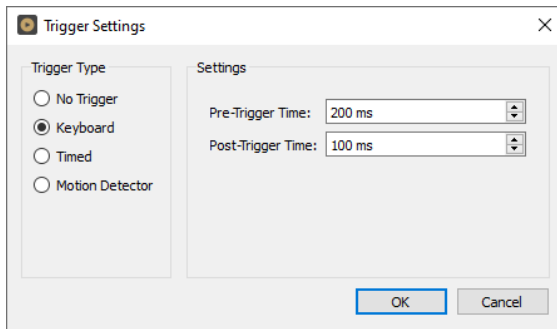 Trigger Settings
Trigger Type
No Trigger
Keyboard
Timed
Motion Detector
Settings
Pre-Trigger Time: 200 ms
Post-Trigger Time: 100 ms
OK Cancel